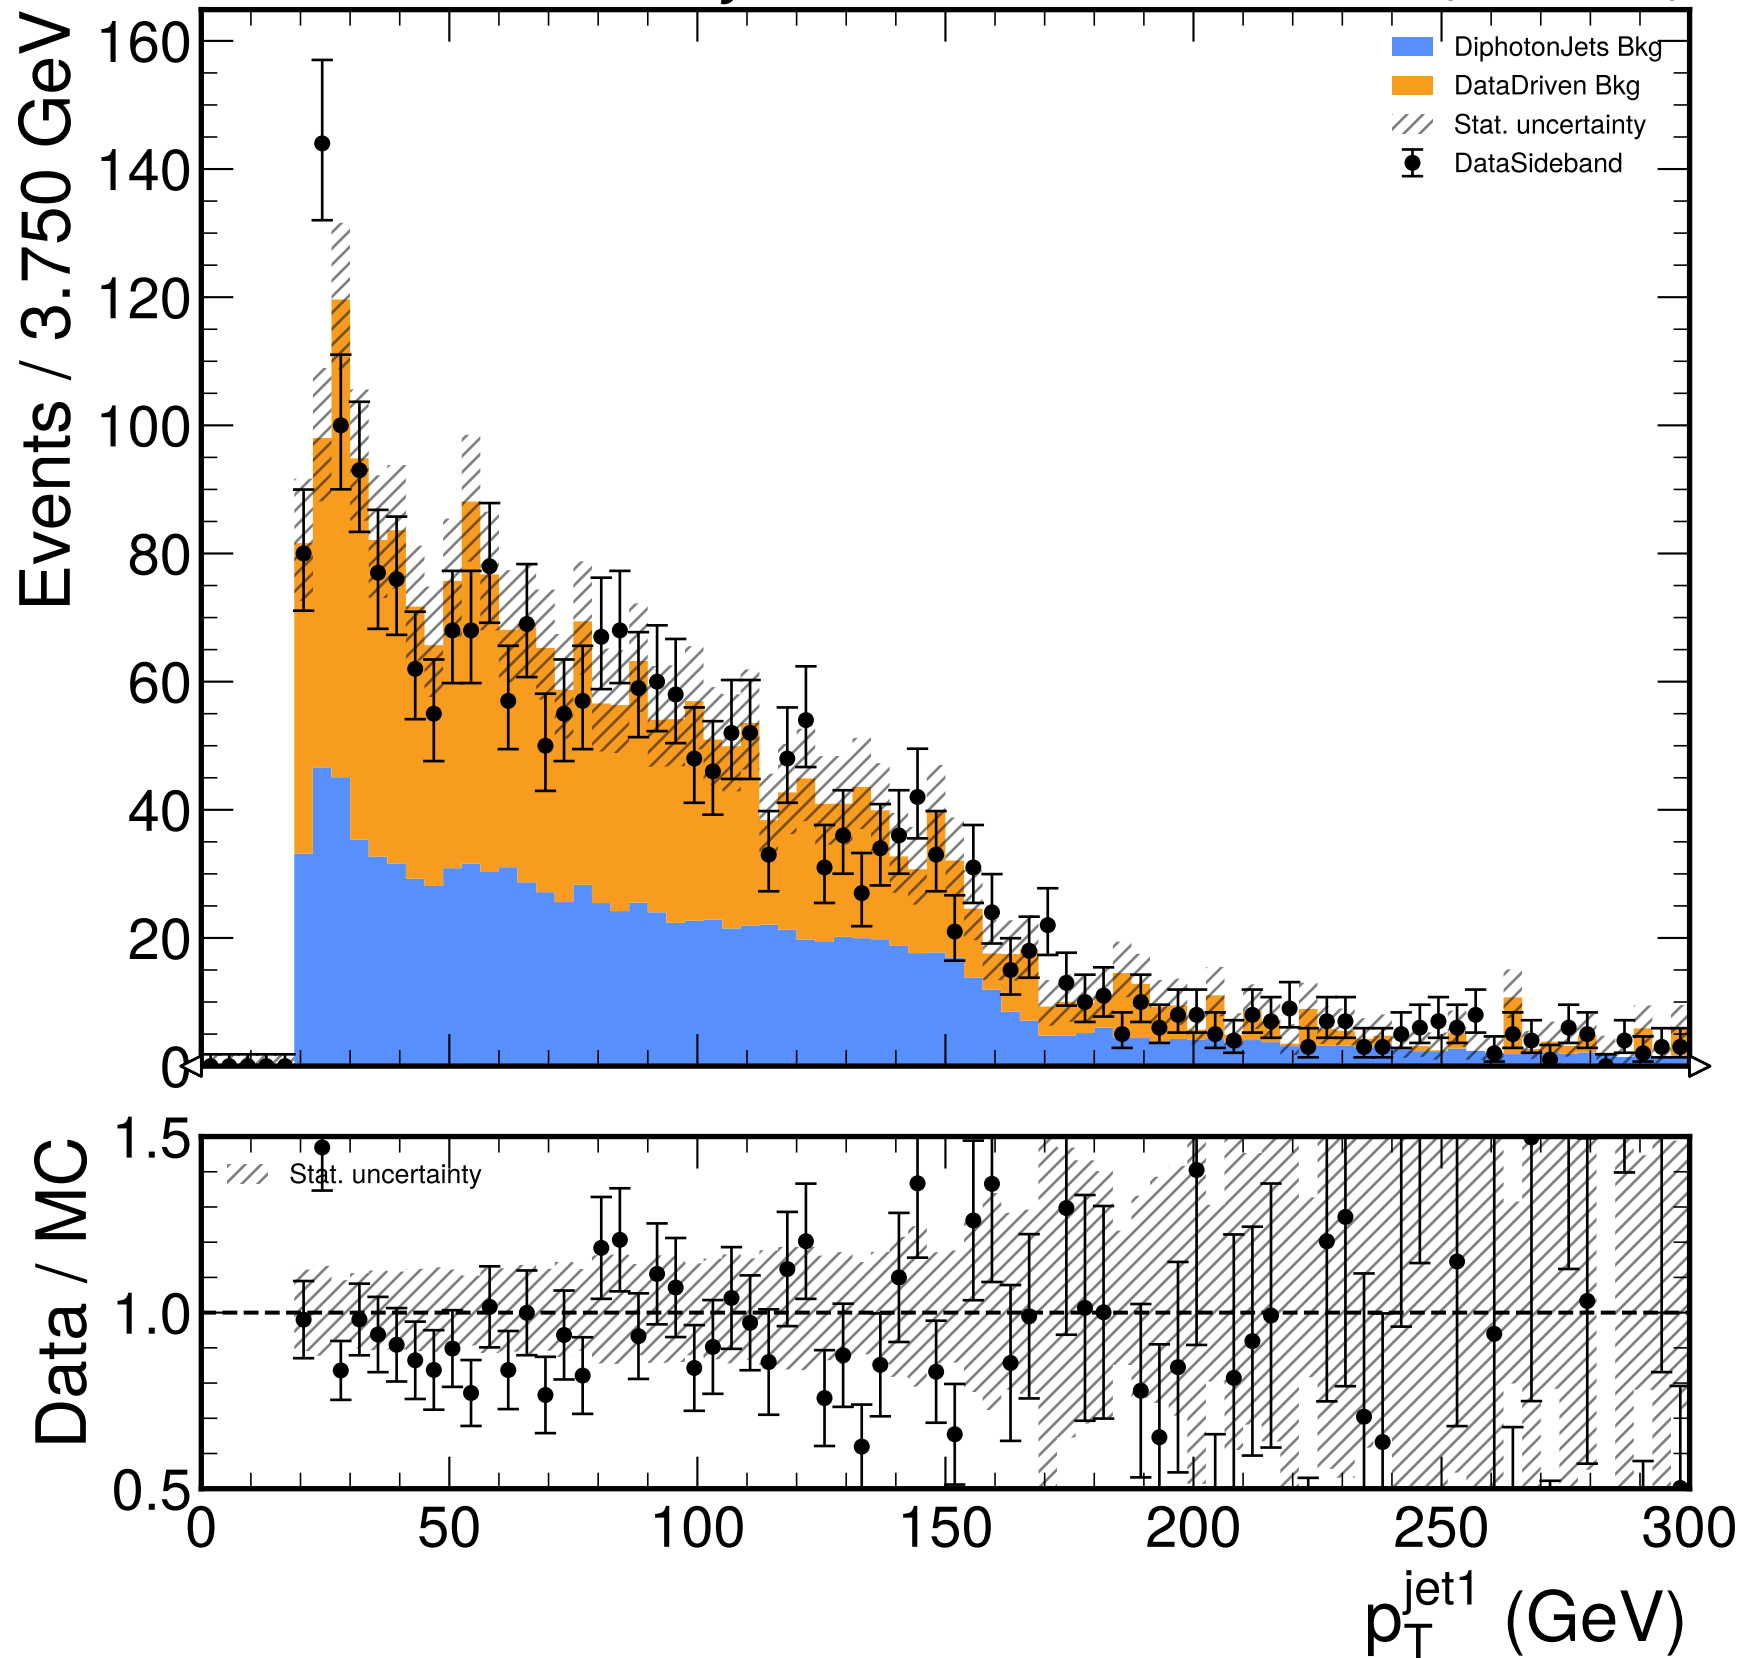 Events / 3.750 GeV
160
140
120
100
80
60
40
20
0
DiphotonJets Bkg
DataDriven Bkg
Stat. uncertainty
DataSideband
Data / MC
1.5
1.0
0.5
Stat. uncertainty
0 50 100 150 200 250 300
p_T^jet1 (GeV)